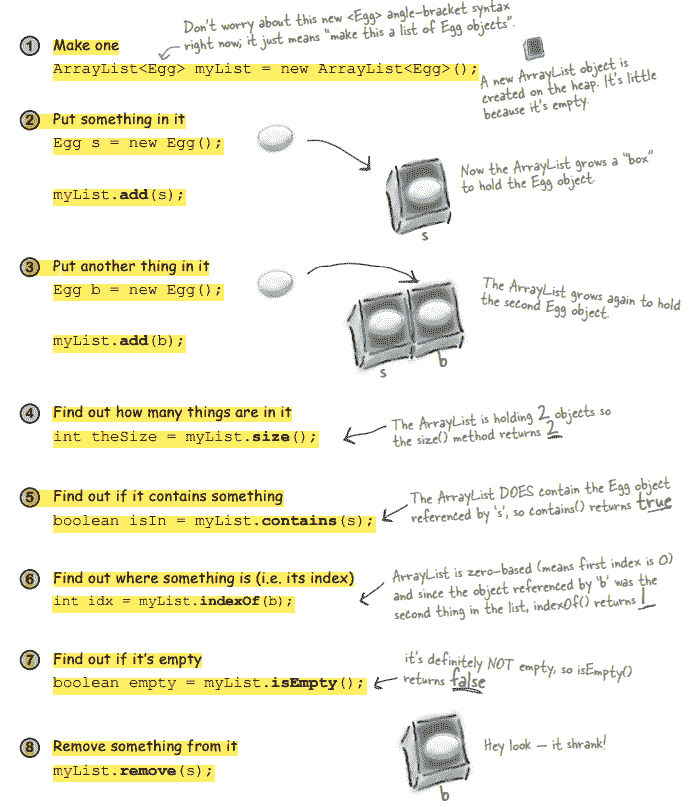 Don't worry about this new <Egg> angle-bracket syntax
right now; it just means "make this a list of Egg objects".
1 Make one
ArrayList<Egg> myList = new ArrayList<Egg>();
A new ArrayList object is
created on the heap. It's little
because it's empty.
2 Put something in it
Egg s = new Egg();
myList.add(s);
Now the ArrayList grows a "box"
to hold the Egg object.
s
3 Put another thing in it
Egg b = new Egg();
myList.add(b);
The ArrayList grows again to hold
the second Egg object.
s
b
4 Find out how many things are in it
int theSize = myList.size();
The ArrayList is holding 2 objects so
the size() method returns 2
5 Find out if it contains something
boolean isIn = myList.contains(s);
The ArrayList DOES contain the Egg object
referenced by 's', so contains() returns true
6 Find out where something is (i.e. its index)
int idx = myList.indexOf(b);
ArrayList is zero-based (means first index is 0)
and since the object referenced by 'b' was the
second thing in the list, indexOf() returns 1
7 Find out if it's empty
boolean empty = myList.isEmpty();
it's definitely NOT empty, so isEmpty()
returns false
8 Remove something from it
myList.remove(s);
Hey look — it shrank!
b